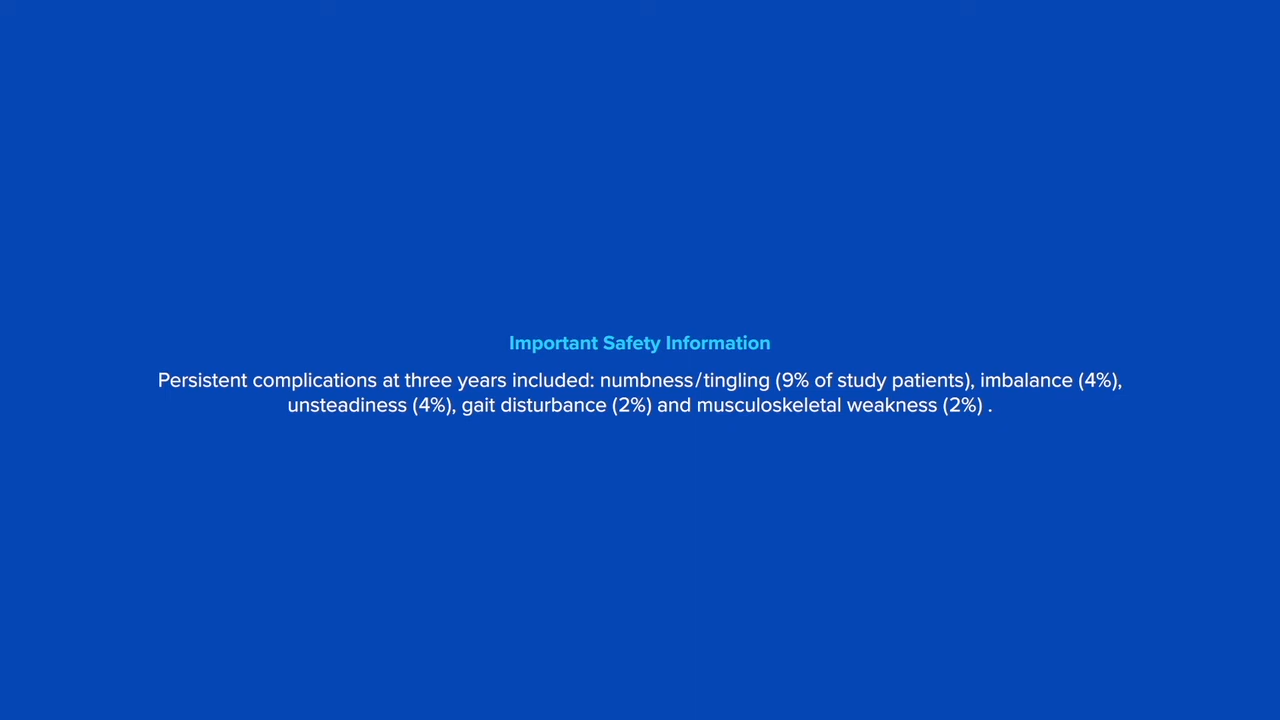 Important Safety Information
Persistent complications at three years included: numbness/tingling (9% of study patients), imbalance (4%),
unsteadiness (4%), gait disturbance (2%) and musculoskeletal weakness (2%) .